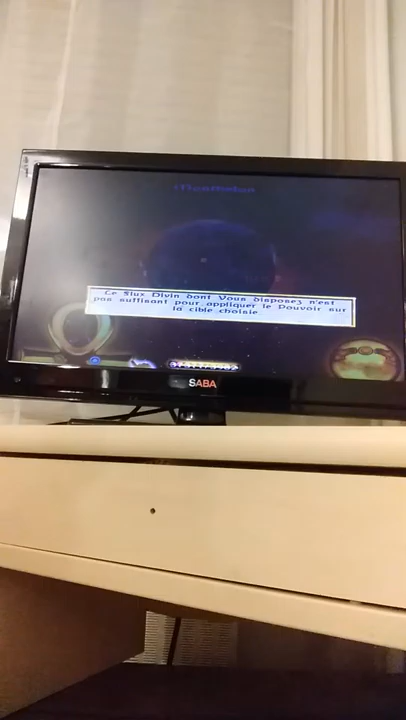 Le Flux Divin dont Vous disposez n'est
pas suffisant pour appliquer le Pouvoir sur
la cible choisie
SABA